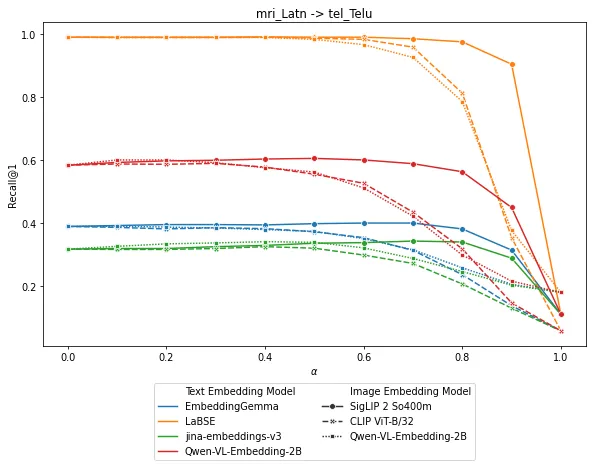 mri_Latn -> tel_Telu
Recall@1
1.0
0.8
0.6
0.4
0.2
0.0 0.2 0.4 0.6 0.8 1.0
α
Text Embedding Model
EmbeddingGemma
LaBSE
jina-embeddings-v3
Qwen-VL-Embedding-2B
Image Embedding Model
SigLIP 2 So400m
CLIP ViT-B/32
Qwen-VL-Embedding-2B